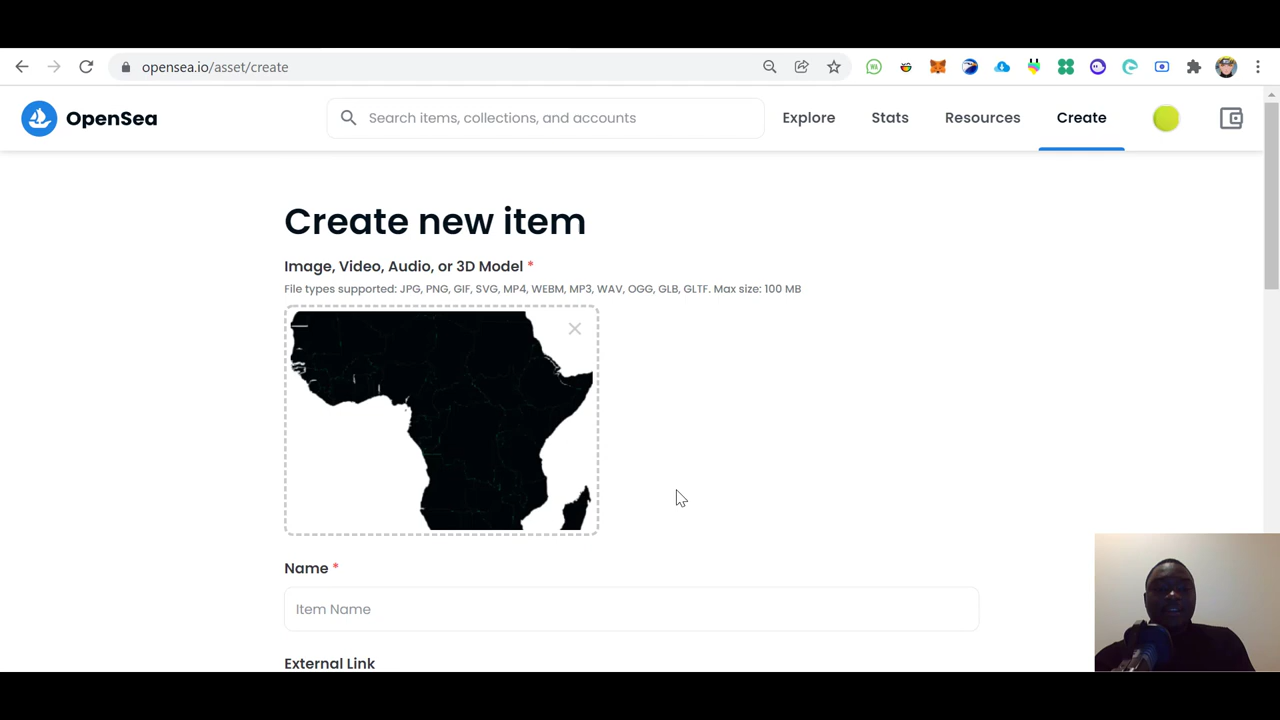 opensea.io/asset/create
OpenSea
Search items, collections, and accounts
Explore
Stats
Resources
Create
Create new item
Image, Video, Audio, or 3D Model *
File types supported: JPG, PNG, GIF, SVG, MP4, WEBM, MP3, WAV, OGG, GLB, GLTF. Max size: 100 MB
Name *
Item Name
External Link